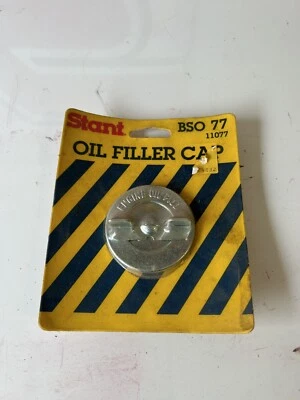 Stant
BSO 77
11077
OIL FILLER CAP
ENGINE OIL